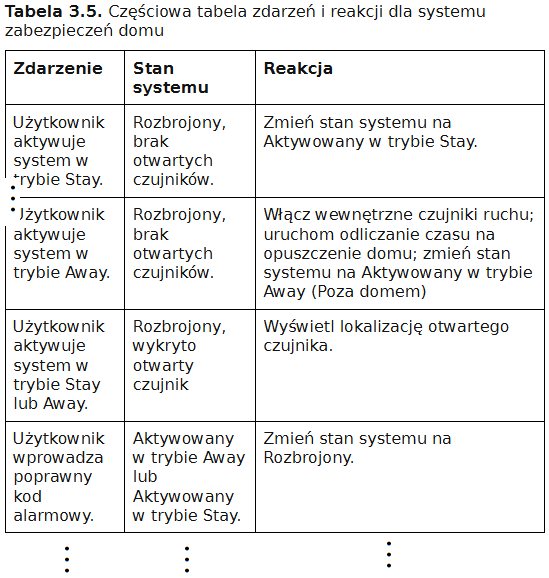 Tabela 3.5. Częściowa tabela zdarzeń i reakcji dla systemu
zabezpieczeń domu
Zdarzenie
Stan
systemu
Reakcja
Użytkownik
aktywuje
system w
trybie Stay.
Rozbrojony,
brak
otwartych
czujników.
Zmień stan systemu na
Aktywowany w trybie Stay.
Użytkownik
aktywuje
system w
trybie Away.
Rozbrojony,
brak
otwartych
czujników.
Włącz wewnętrzne czujniki ruchu;
uruchom odliczanie czasu na
opuszczenie domu; zmień stan
systemu na Aktywowany w trybie
Away (Poza domem)
Użytkownik
aktywuje
system w
trybie Stay
lub Away.
Rozbrojony,
wykryto
otwarty
czujnik
Wyświetl lokalizację otwartego
czujnika.
Użytkownik
wprowadza
poprawny
kod
alarmowy.
Aktywowany
w trybie Away
lub
Aktywowany
w trybie Stay.
Zmień stan systemu na
Rozbrojony.